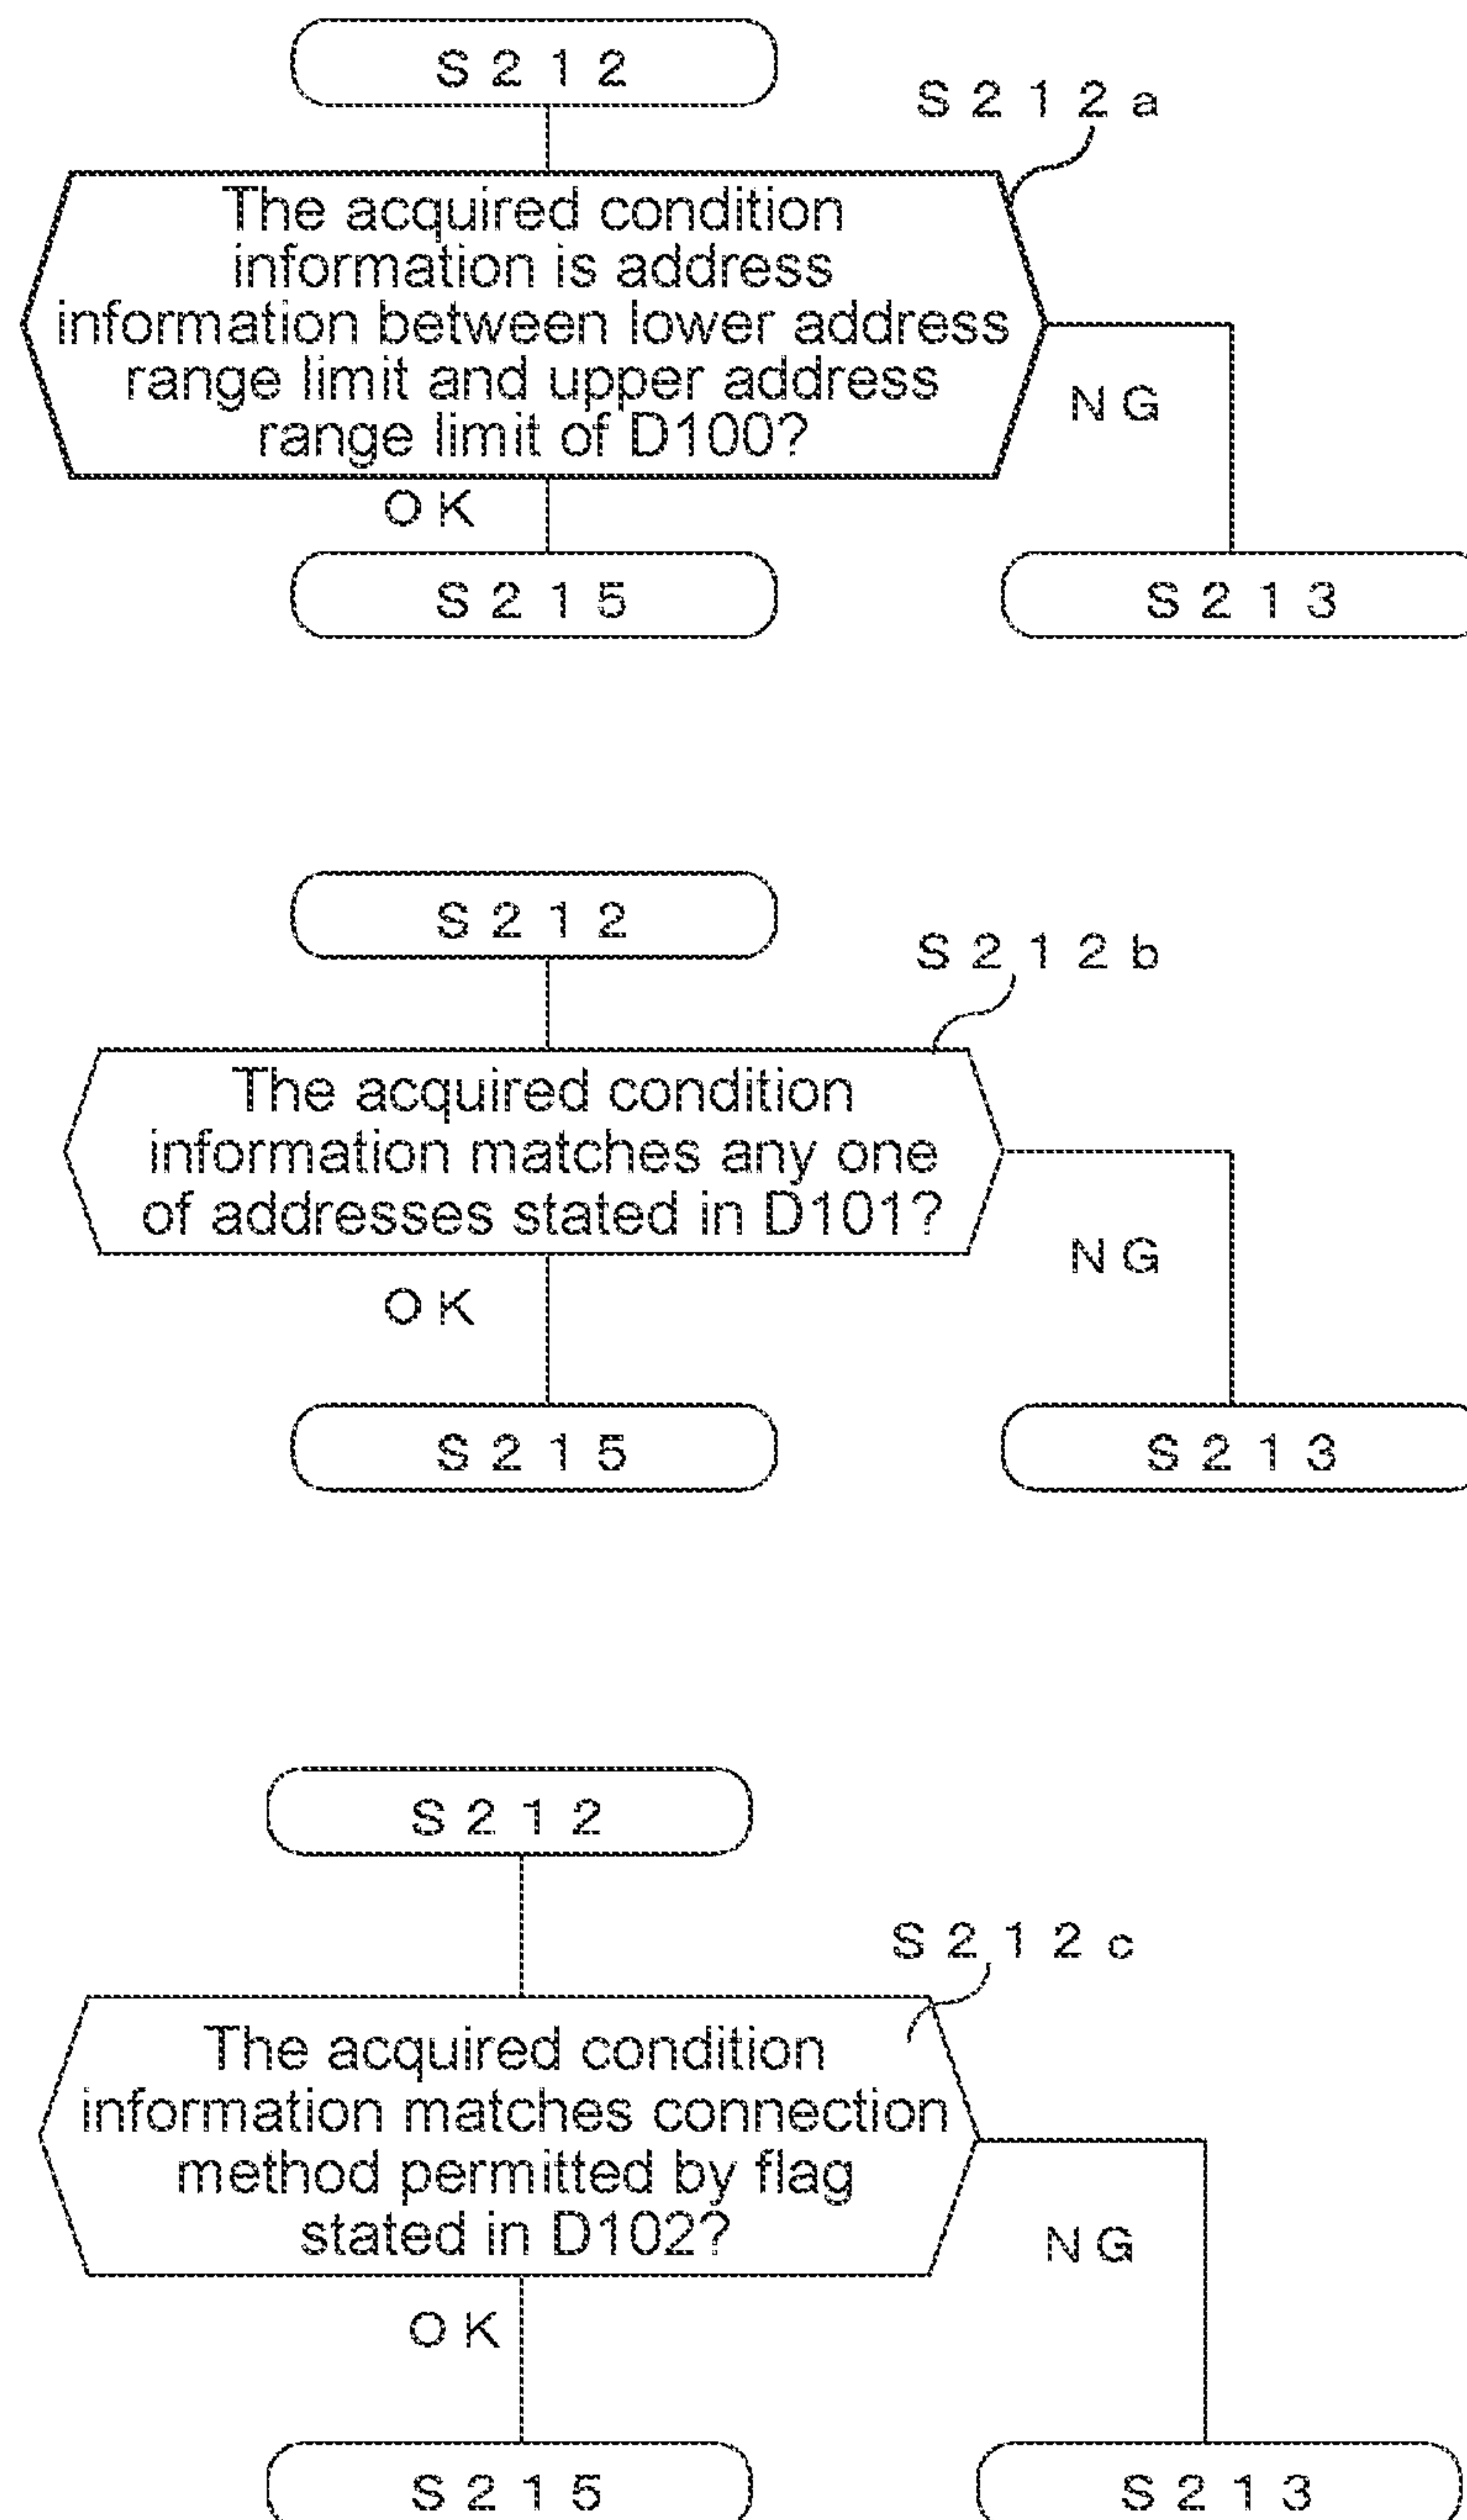 S212
S212a
The acquired condition
information is address
information between lower address
range limit and upper address
range limit of D100?
NG
OK
S215
S213
S212
S212b
The acquired condition
information matches any one
of addresses stated in D101?
NG
OK
S215
S213
S212
S212c
The acquired condition
information matches connection
method permitted by flag
stated in D102?
NG
OK
S215
S213